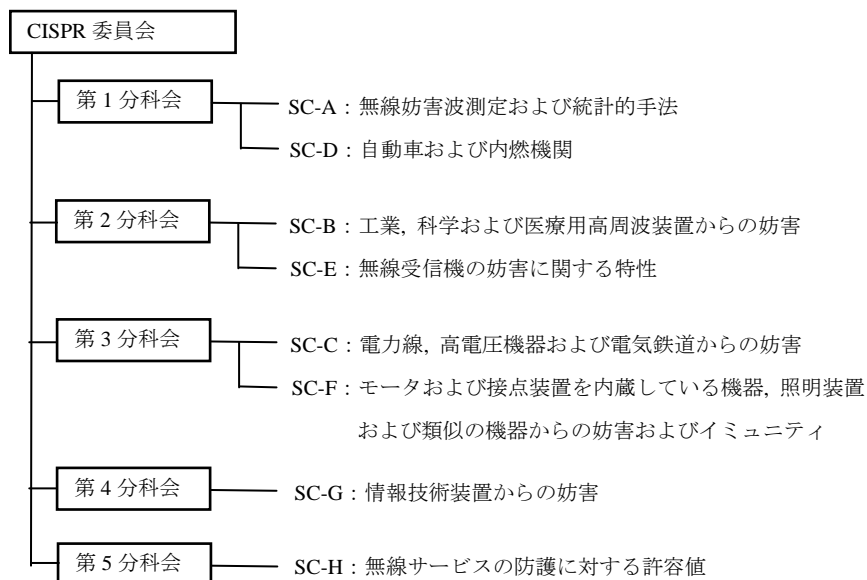 CISPR 委員会
第 1 分科会
SC-A：無線妨害波測定および統計的手法
SC-D：自動車および内燃機関
第 2 分科会
SC-B：工業, 科学および医療用高周波装置からの妨害
SC-E：無線受信機の妨害に関する特性
第 3 分科会
SC-C：電力線, 高電圧機器および電気鉄道からの妨害
SC-F：モータおよび接点装置を内蔵している機器, 照明装置
および類似の機器からの妨害およびイミュニティ
第 4 分科会
SC-G：情報技術装置からの妨害
第 5 分科会
SC-H：無線サービスの防護に対する許容値